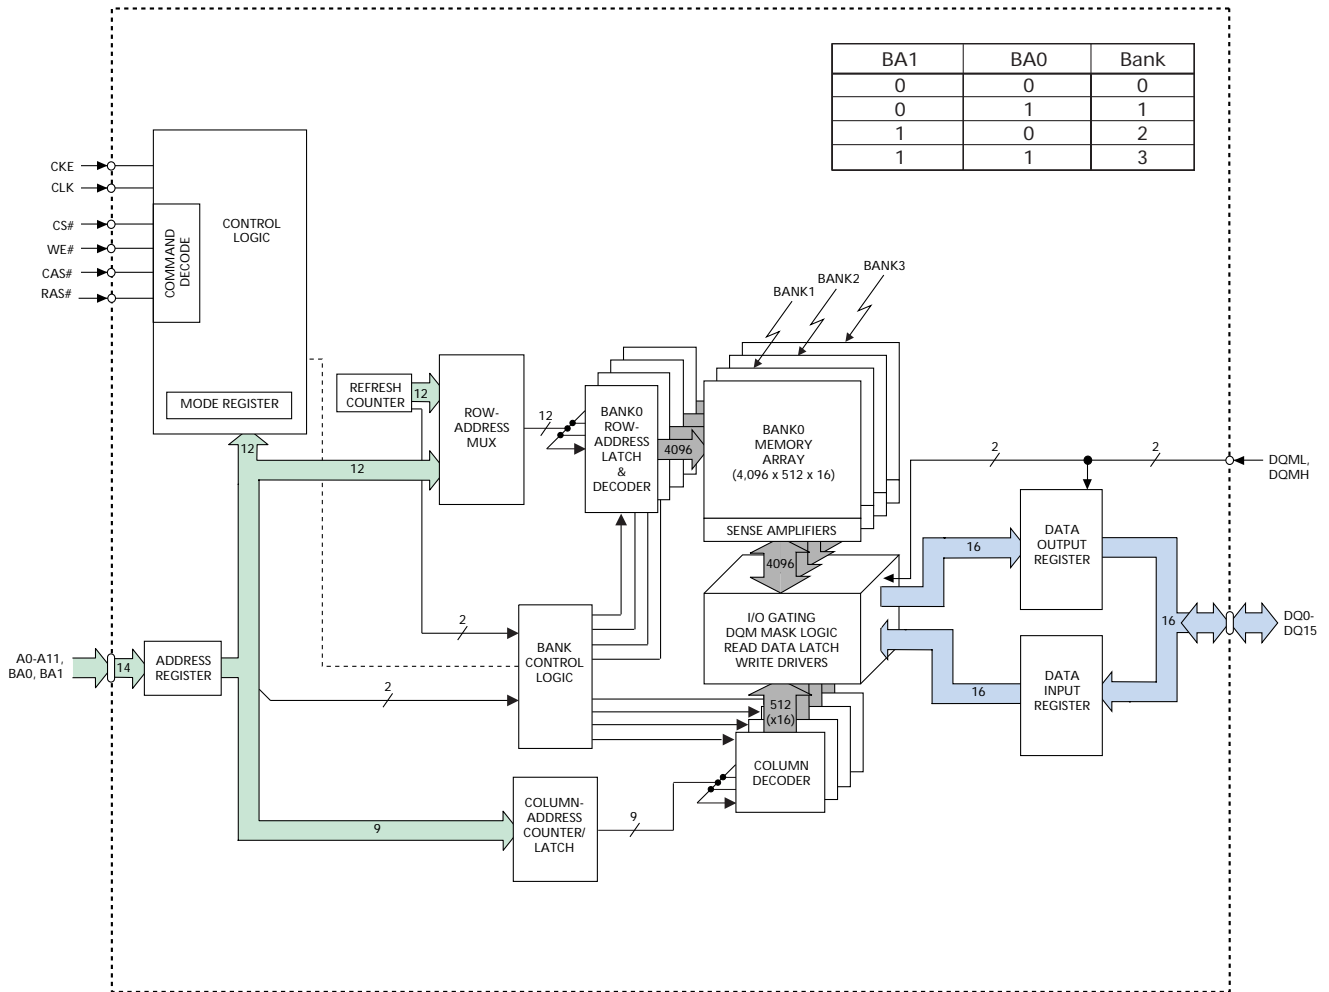 BA1 BA0 Bank
0 0 0
0 1 1
1 0 2
1 1 3
CKE
CLK
CS#
WE#
CAS#
RAS#
COMMAND
DECODE
CONTROL
LOGIC
MODE REGISTER
BANK1
BANK2
BANK3
REFRESH
COUNTER
12
ROW-
ADDRESS
MUX
12
BANK0
ROW-
ADDRESS
LATCH
&
DECODER
4096
BANK0
MEMORY
ARRAY
(4,096 x 512 x 16)
SENSE AMPLIFIERS
12
12
2
2
DQML,
DQMH
4096
16
DATA
OUTPUT
REGISTER
I/O GATING
DQM MASK LOGIC
READ DATA LATCH
WRITE DRIVERS
16
DQ0-
DQ15
16
DATA
INPUT
REGISTER
2
BANK
CONTROL
LOGIC
A0-A11,
BA0, BA1
14
ADDRESS
REGISTER
2
512
(x16)
COLUMN
DECODER
9
COLUMN-
ADDRESS
COUNTER/
LATCH
9